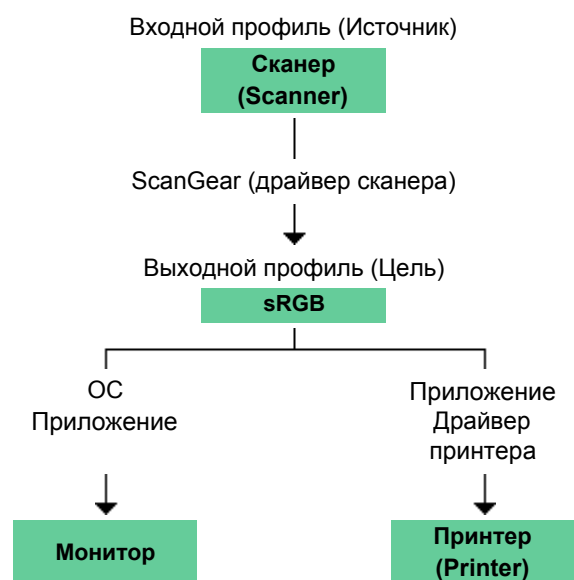 Входной профиль (Источник)
Сканер
(Scanner)
ScanGear (драйвер сканера)
Выходной профиль (Цель)
sRGB
ОС
Приложение
Приложение
Драйвер
принтера
Монитор
Принтер
(Printer)